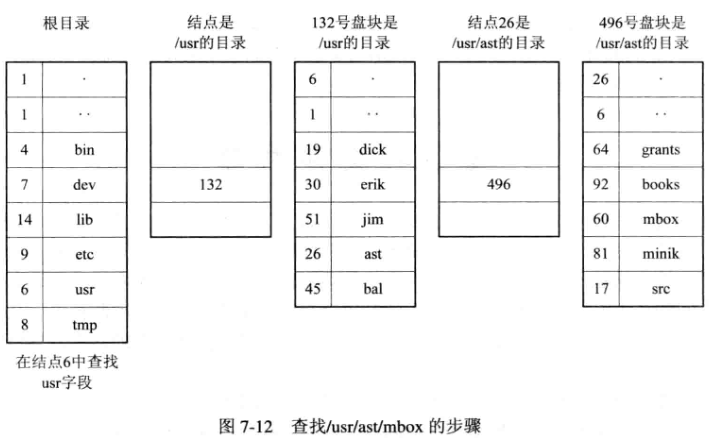 根目录
结点是
/usr的目录
132号盘块是
/usr的目录
结点26是
/usr/ast的目录
496号盘块是
/usr/ast的目录
1 .
1 ..
4 bin
7 dev
14 lib
9 etc
6 usr
8 tmp
132
6 .
1 ..
19 dick
30 erik
51 jim
26 ast
45 bal
496
26 .
6 ..
64 grants
92 books
60 mbox
81 minik
17 src
在结点6中查找
usr字段
图 7-12 查找/usr/ast/mbox 的步骤